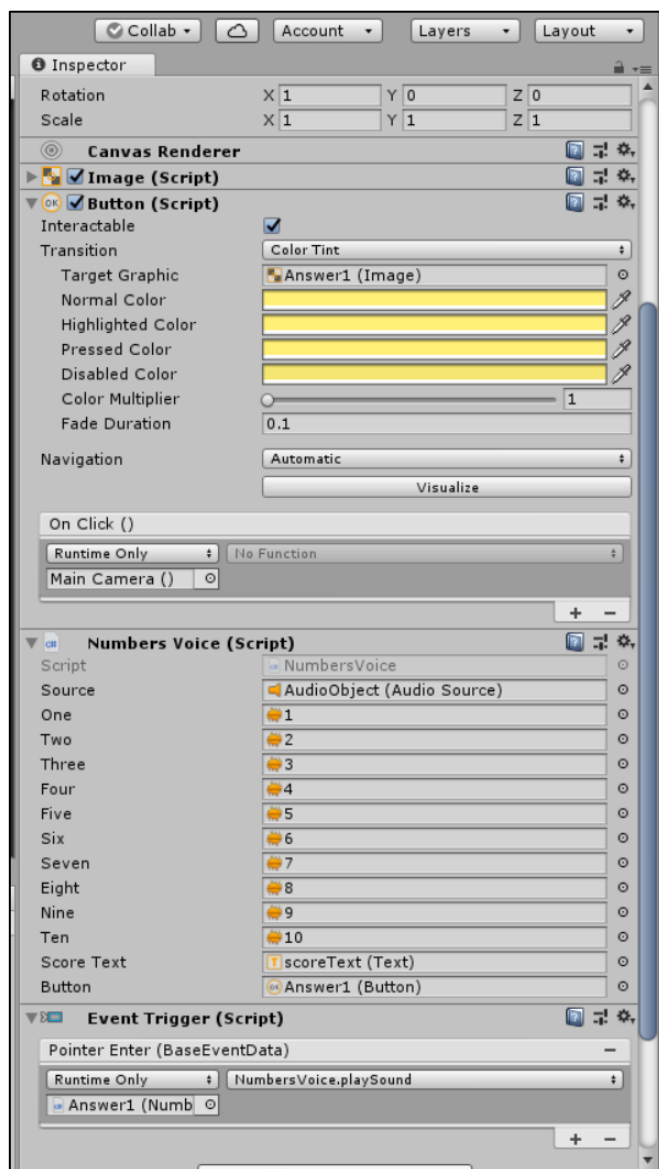 Collab Account Layers Layout
Inspector
Rotation X 1 Y 0 Z 0
Scale X 1 Y 1 Z 1
Canvas Renderer
Image (Script)
OK Button (Script)
Interactable
Transition Color Tint
Target Graphic Answer1 (Image)
Normal Color
Highlighted Color
Pressed Color
Disabled Color
Color Multiplier 1
Fade Duration 0.1
Navigation Automatic
Visualize
On Click ()
Runtime Only No Function
Main Camera ()
+ −
C# Numbers Voice (Script)
Script NumbersVoice
Source AudioObject (Audio Source)
One 1
Two 2
Three 3
Four 4
Five 5
Six 6
Seven 7
Eight 8
Nine 9
Ten 10
Score Text T scoreText (Text)
Button OK Answer1 (Button)
Event Trigger (Script)
Pointer Enter (BaseEventData) −
Runtime Only NumbersVoice.playSound
Answer1 (Numb
+ −